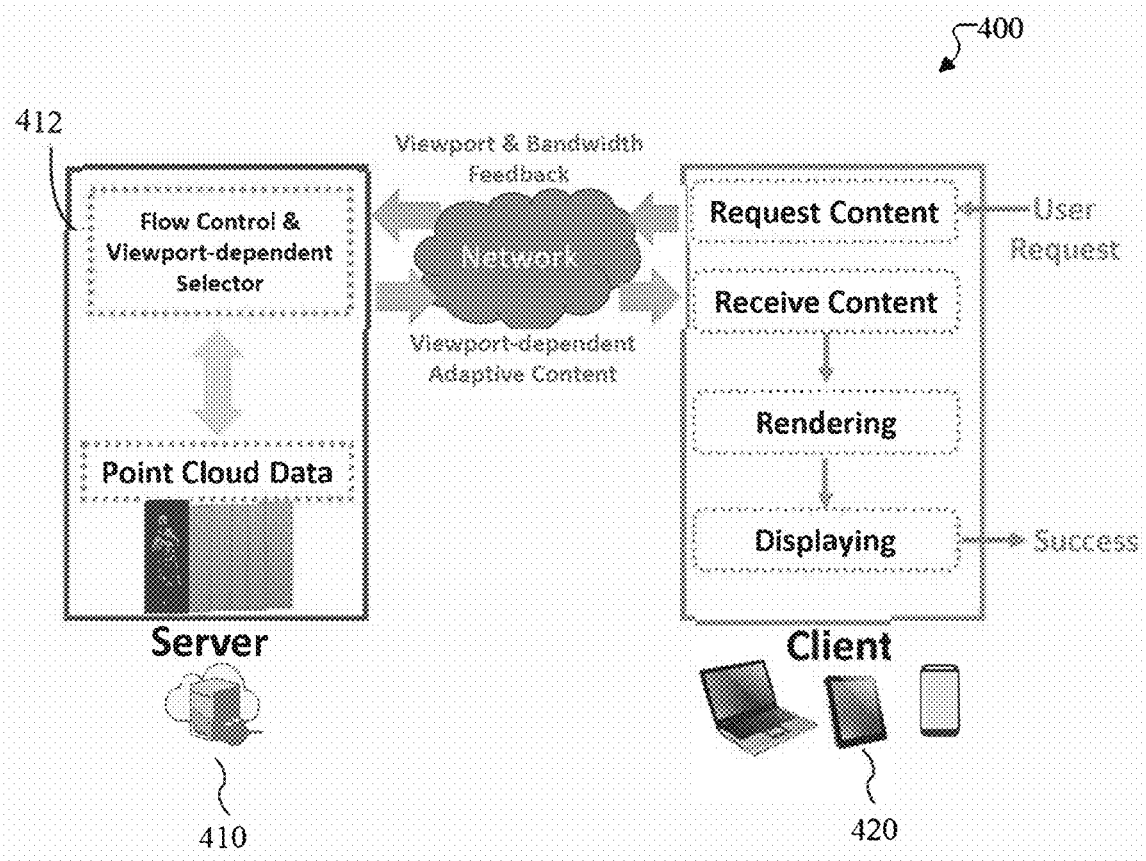 400
412
Viewport & Bandwidth
Feedback
Flow Control &
Viewport-dependent
Selector
Network
Request Content
User
Request
Receive Content
Viewport-dependent
Adaptive Content
Rendering
Point Cloud Data
Displaying
Success
Server
Client
410
420